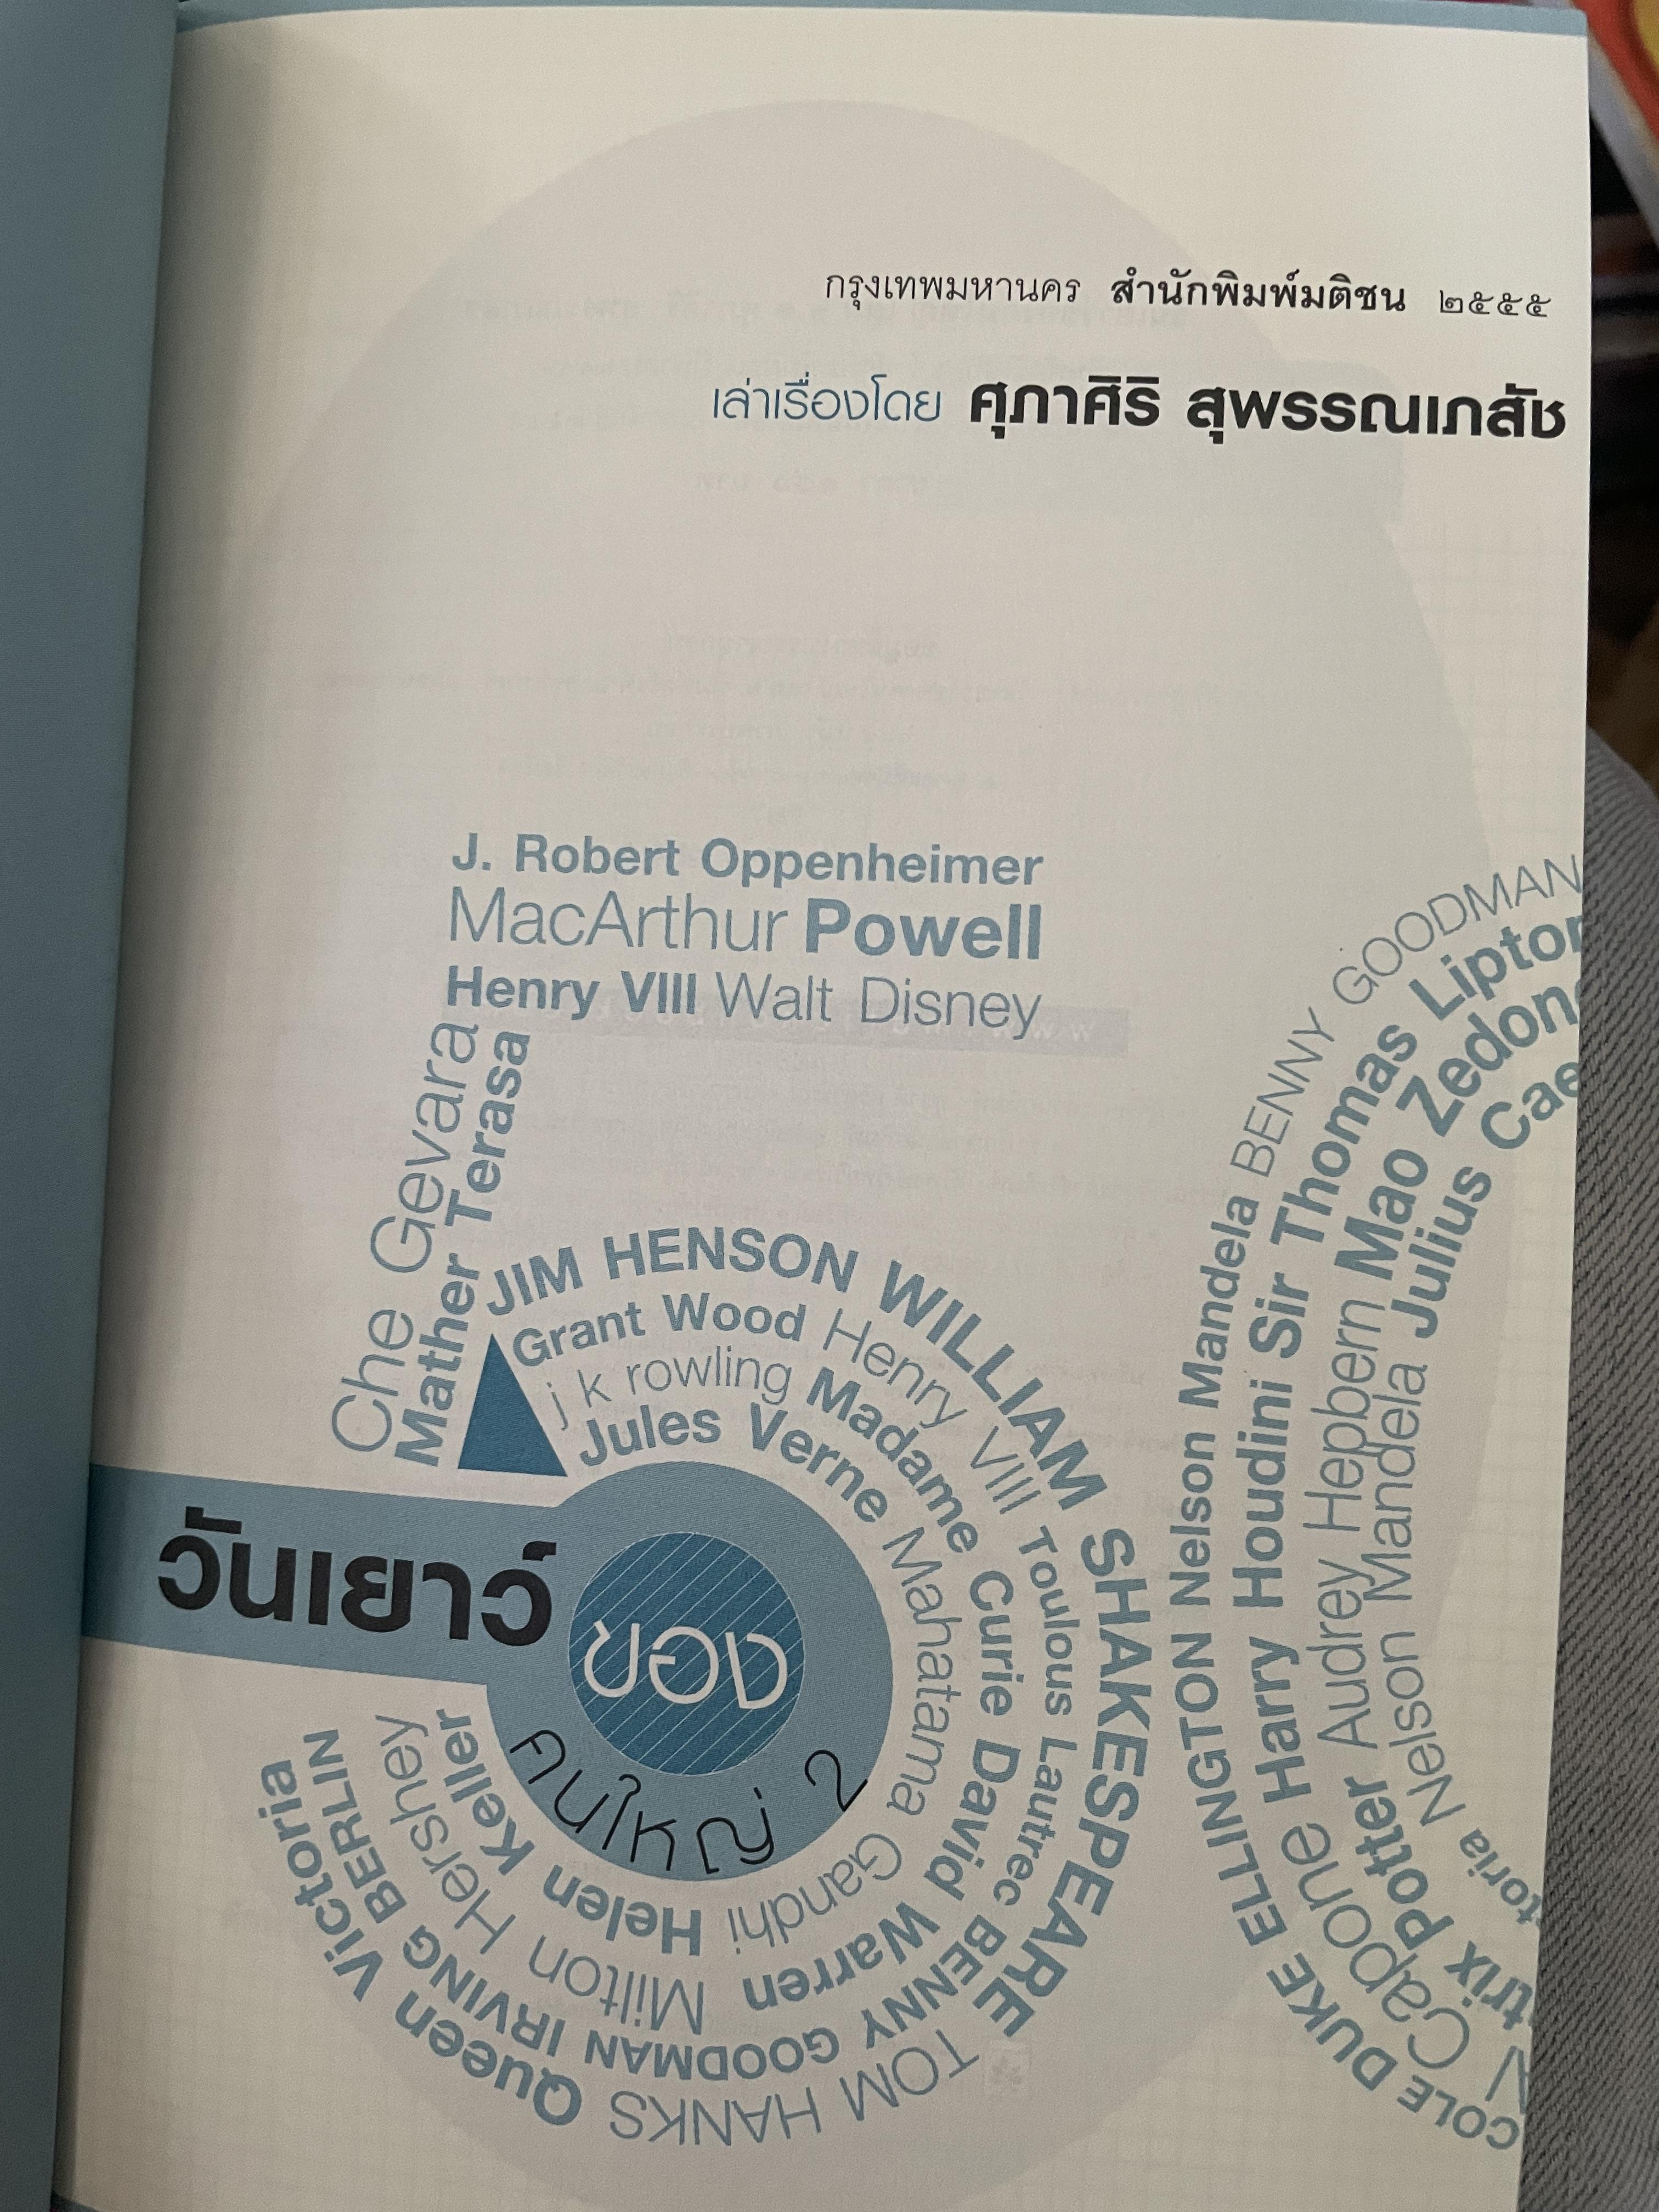 กรุงเทพมหานคร สำนักพิมพ์มติชน ๒๕๕๕
เล่าเรื่องโดย ศุภาศิริ สุพรรณเภสัช
J. Robert Oppenheimer
MacArthur Powell
Henry VIII Walt Disney
Che Gevara
Mather Terasa
JIM HENSON WILLIAM SHAKESPEARE
Grant Wood Henry VIII Toulous Lautrec BENNY GOODMAN IRVING BERLIN
j k rowling Madame Curie David Warren Milton Hershey
Jules Verne Mahatama Gandhi Helen Keller
TOM HANKS Queen Victoria
วันเยาว์
ของ
คนใหญ่ 2
COLE DUKE ELLINGTON Nelson Mandela BENNY GOODMAN
Capone Harry Houdini Sir Thomas Lipton
trix Potter Audrey Hepbern Mao Zedong
toria Nelson Mandela Julius Cae